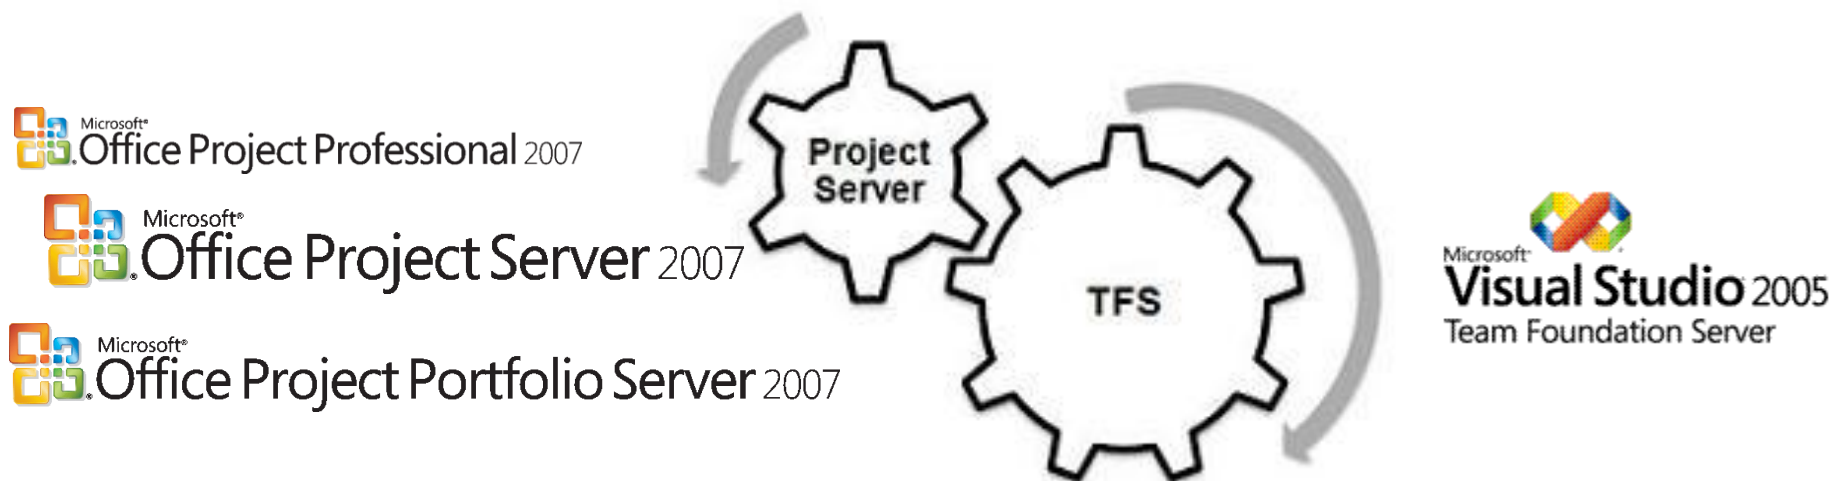 Microsoft®
Office Project Professional 2007
Microsoft®
Office Project Server 2007
Microsoft®
Office Project Portfolio Server 2007
Project
Server
TFS
Microsoft®
Visual Studio 2005
Team Foundation Server